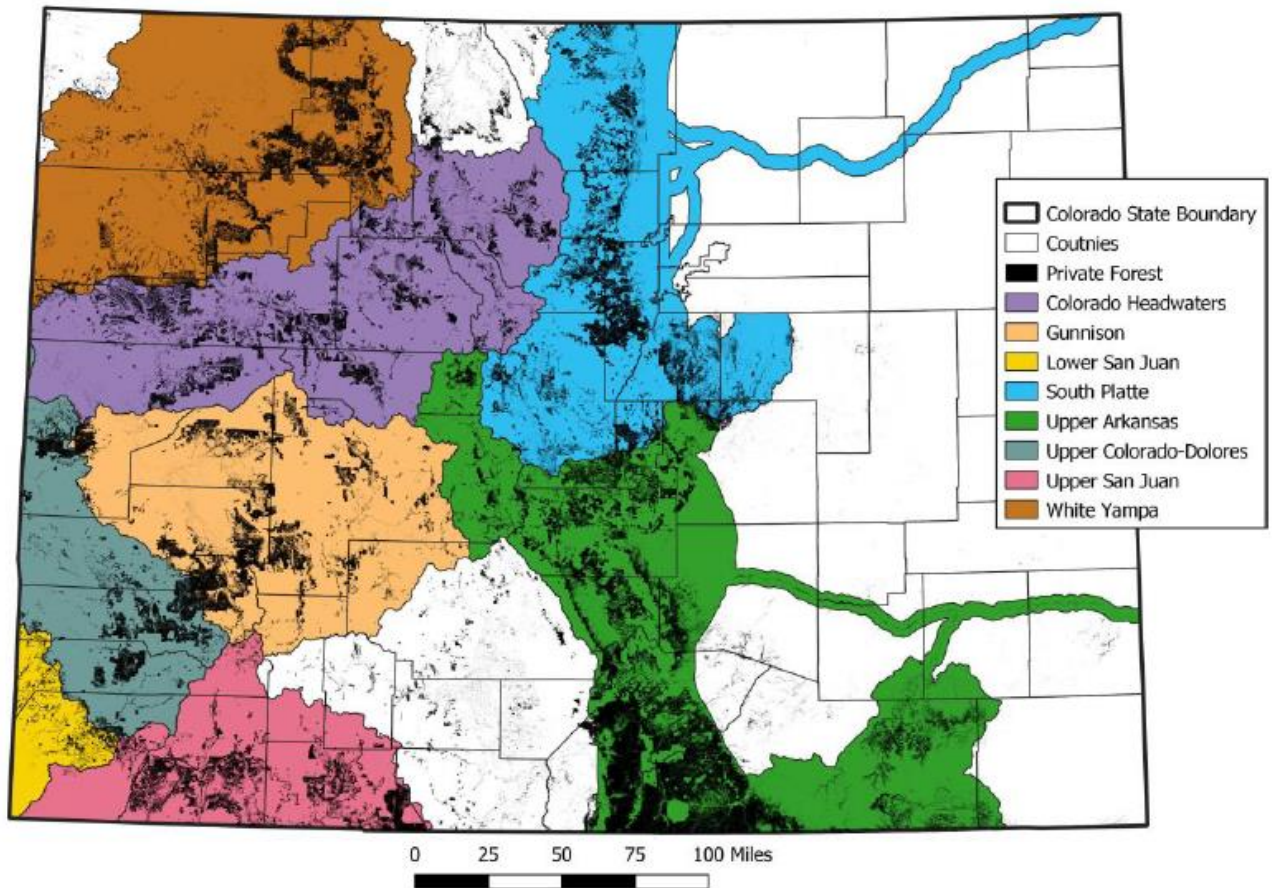 Colorado State Boundary
Coutnies
Private Forest
Colorado Headwaters
Gunnison
Lower San Juan
South Platte
Upper Arkansas
Upper Colorado-Dolores
Upper San Juan
White Yampa
0 25 50 75 100 Miles